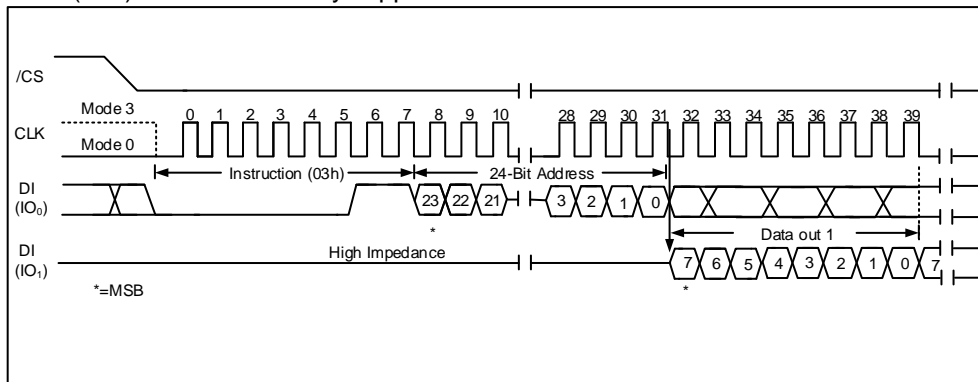 /CS
Mode 3
CLK
Mode 0
0 1 2 3 4 5 6 7 8 9 10 28 29 30 31 32 33 34 35 36 37 38 39
Instruction (03h) 24-Bit Address
DI
(IO0)
23 22 21 3 2 1 0
*
Data out 1
DI
(IO1)
High Impedance
7 6 5 4 3 2 1 0 7
*
*=MSB